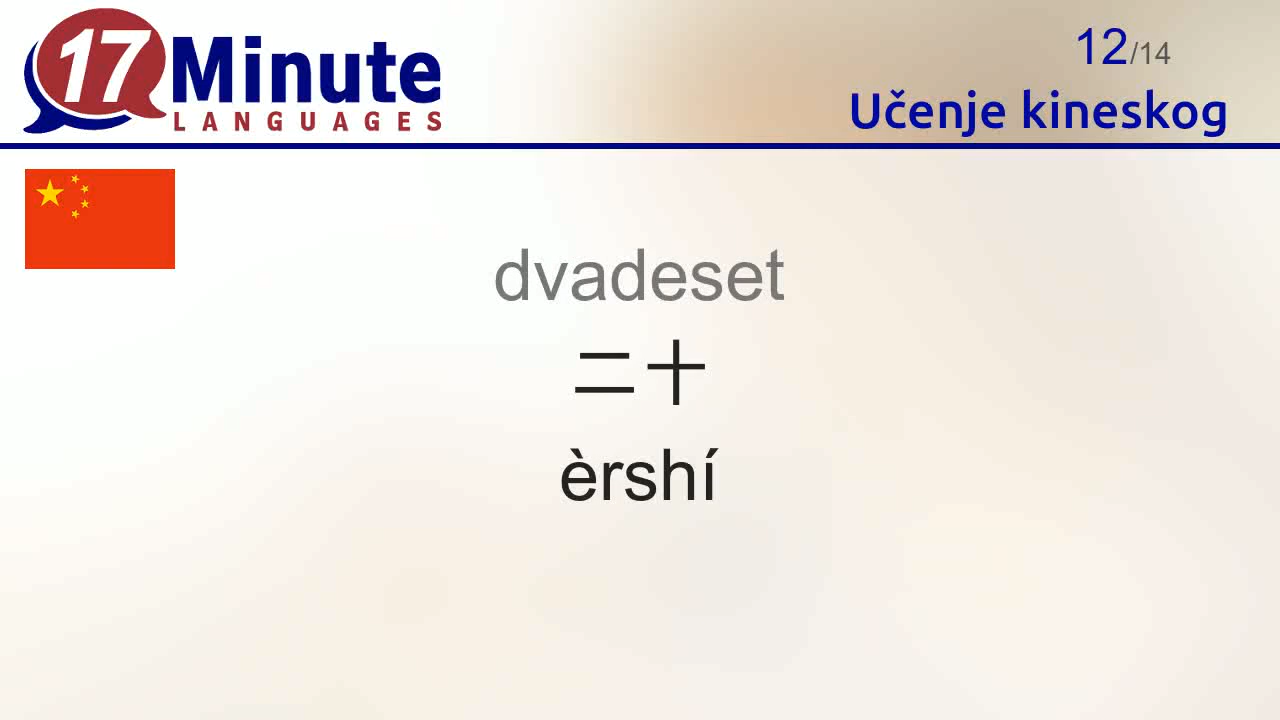 17 Minute
LANGUAGES
12/14
Učenje kineskog
dvadeset
二十
èrshí